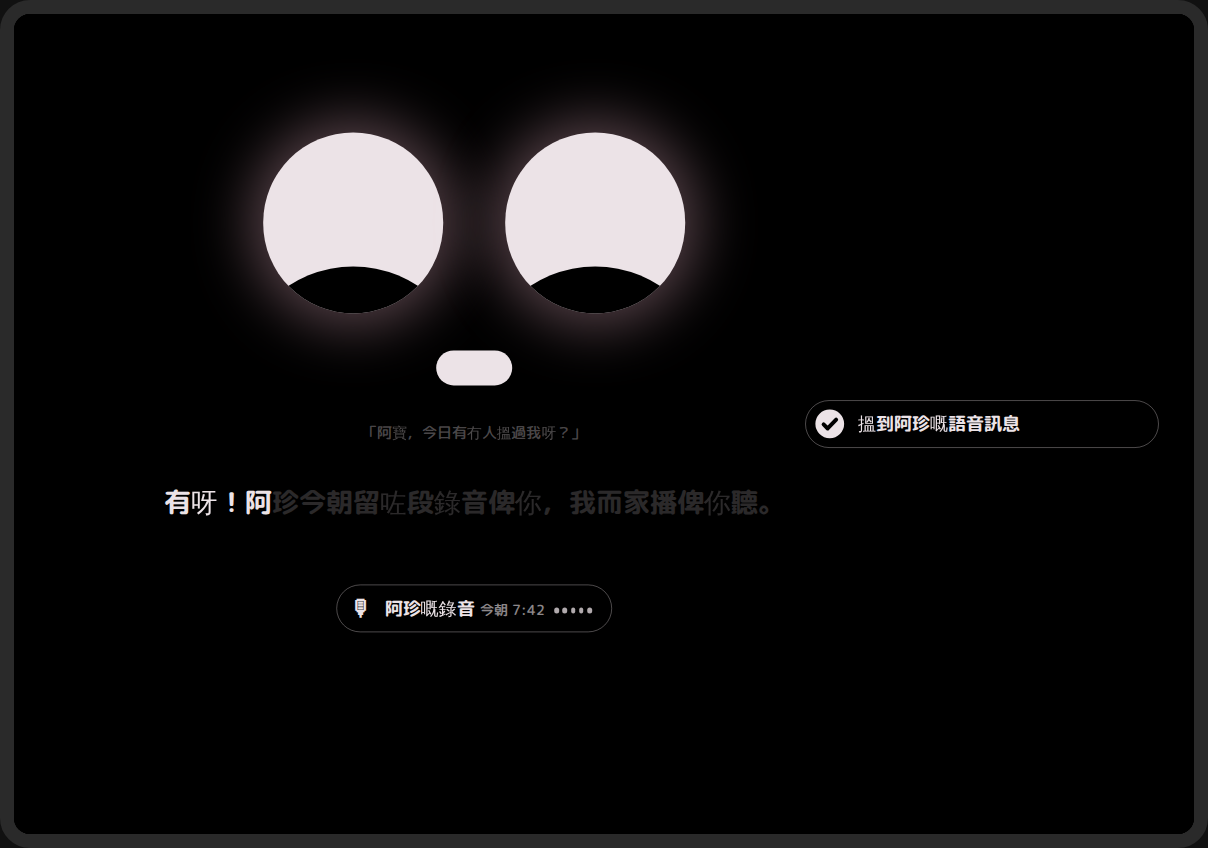 「阿寶，今日有冇人搵過我呀？」
搵到阿珍嘅語音訊息
有呀！阿珍今朝留咗段錄音俾你，我而家播俾你聽。
阿珍嘅錄音 今朝 7:42